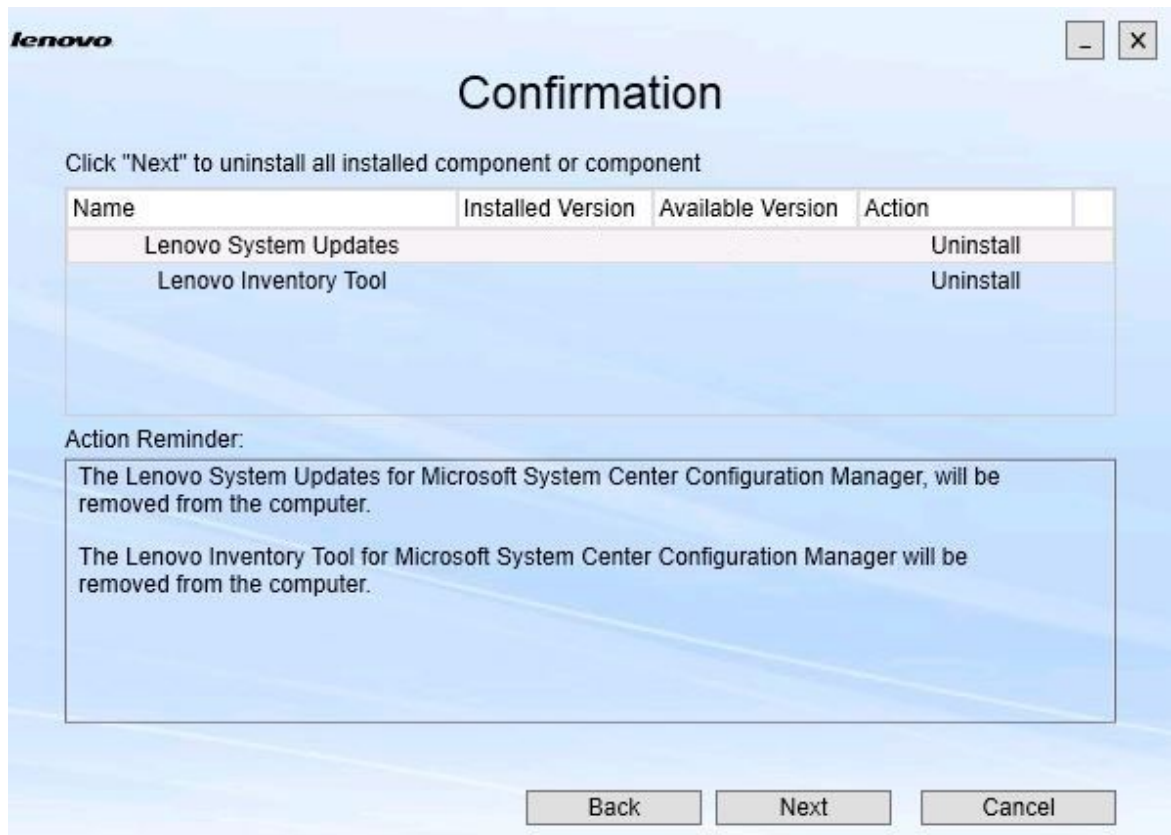 lenovo
Confirmation
Click "Next" to uninstall all installed component or component
Name Installed Version Available Version Action
Lenovo System Updates Uninstall
Lenovo Inventory Tool Uninstall
Action Reminder:
The Lenovo System Updates for Microsoft System Center Configuration Manager, will be
removed from the computer.
The Lenovo Inventory Tool for Microsoft System Center Configuration Manager will be
removed from the computer.
Back Next Cancel